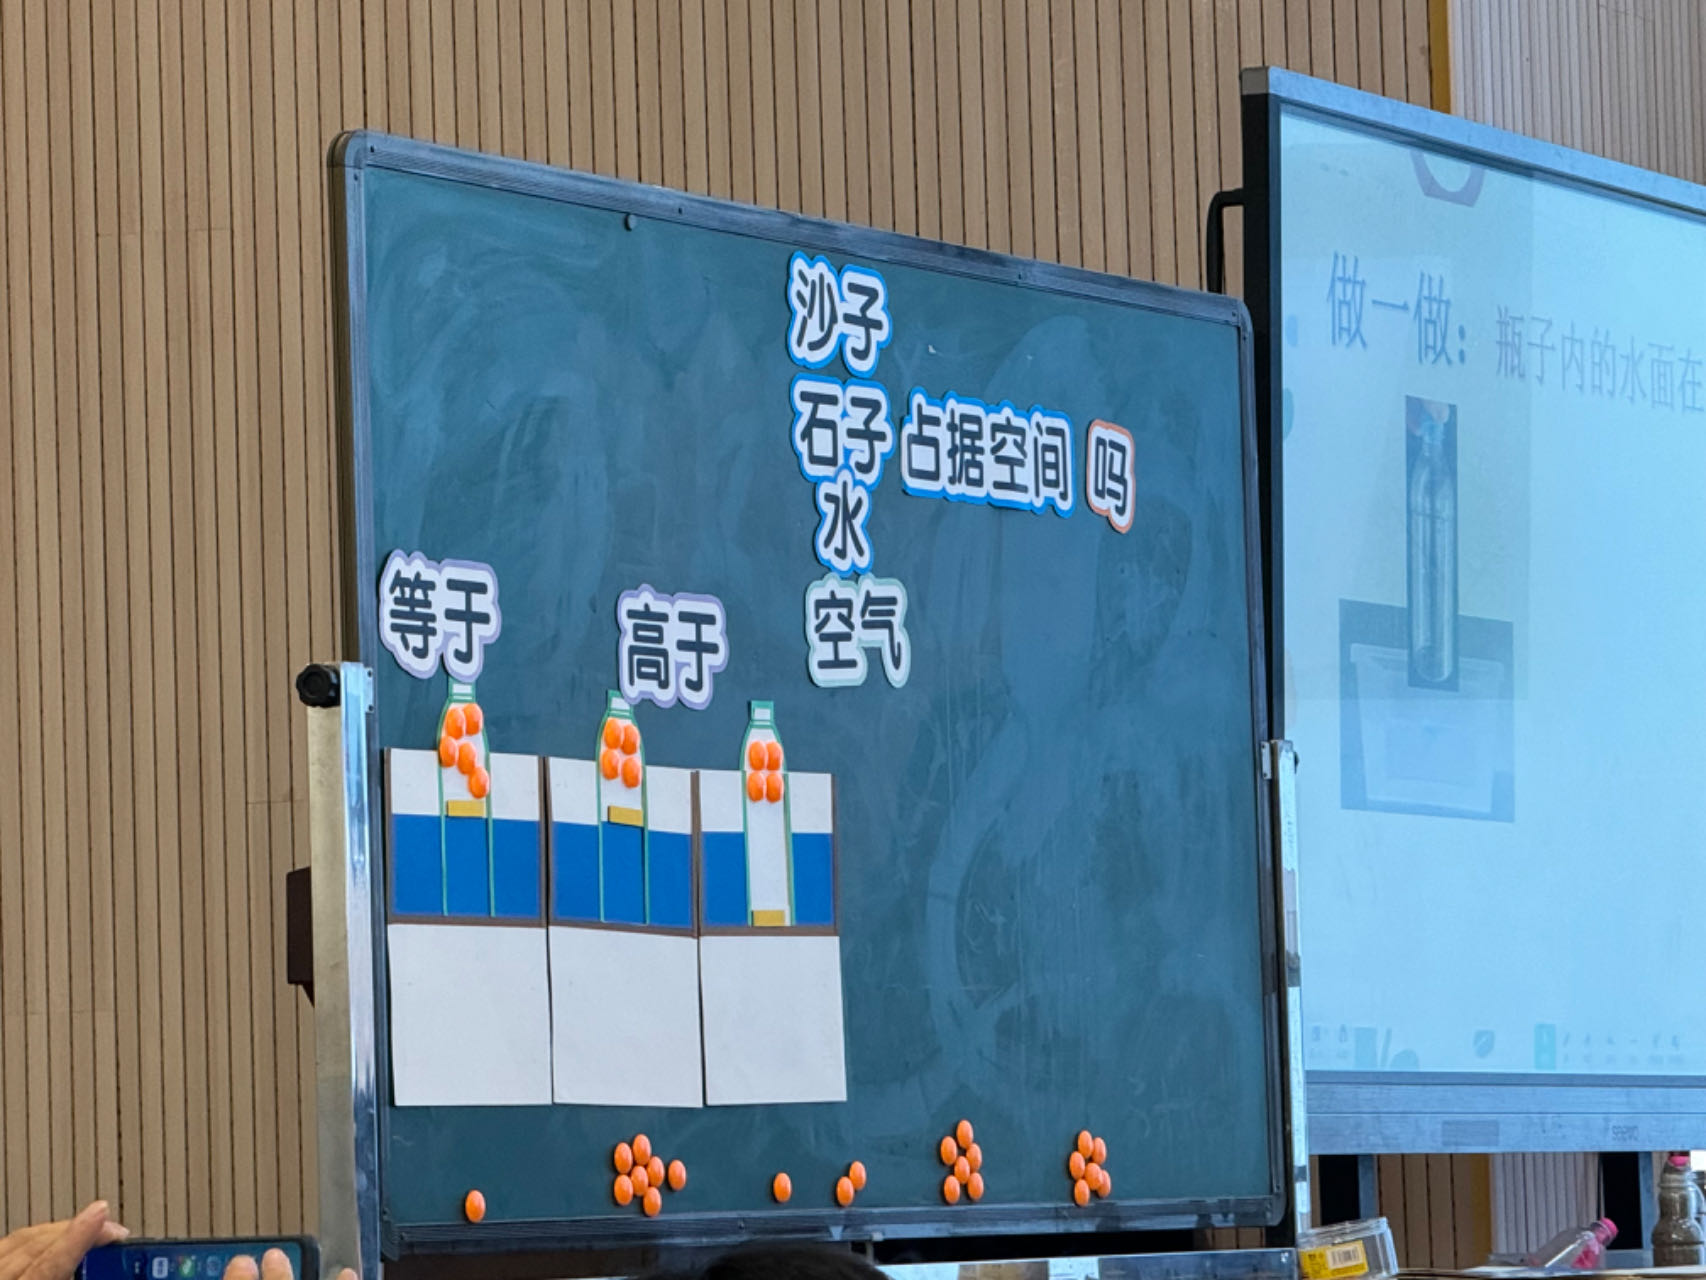 沙子
石子 占据空间 吗
水
空气
等于
高于
做一做：瓶子内的水面在